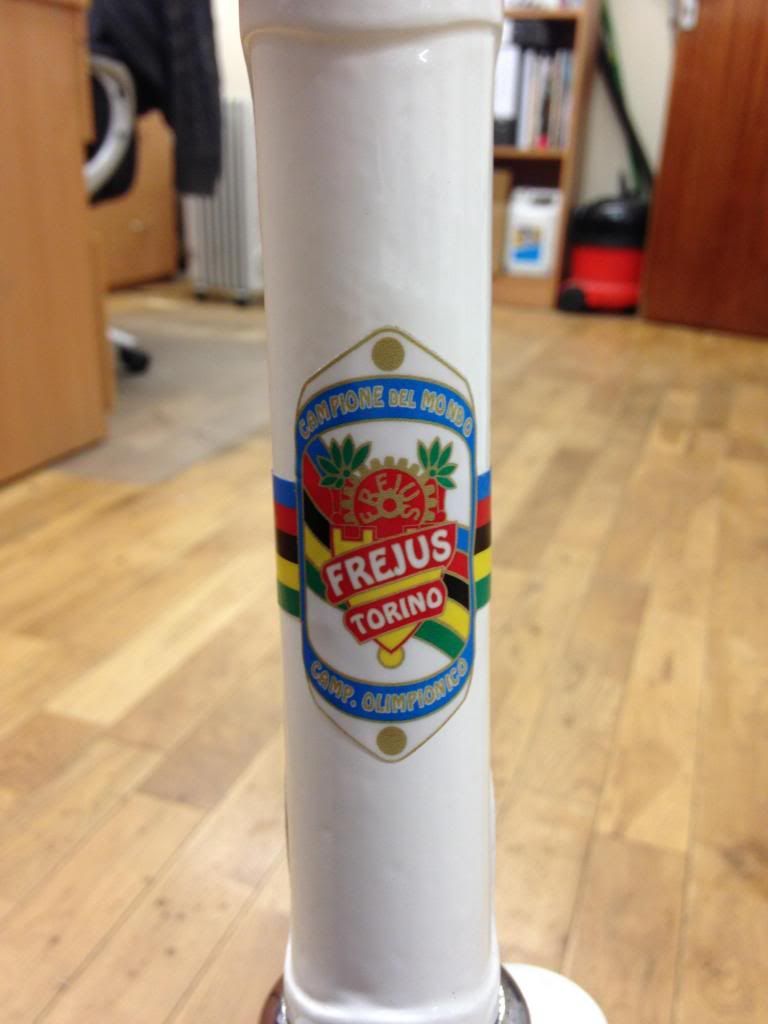 CAMPIONE DEL MONDO
FREJUS
FREJUS
TORINO
CAMP. OLIMPIONICO